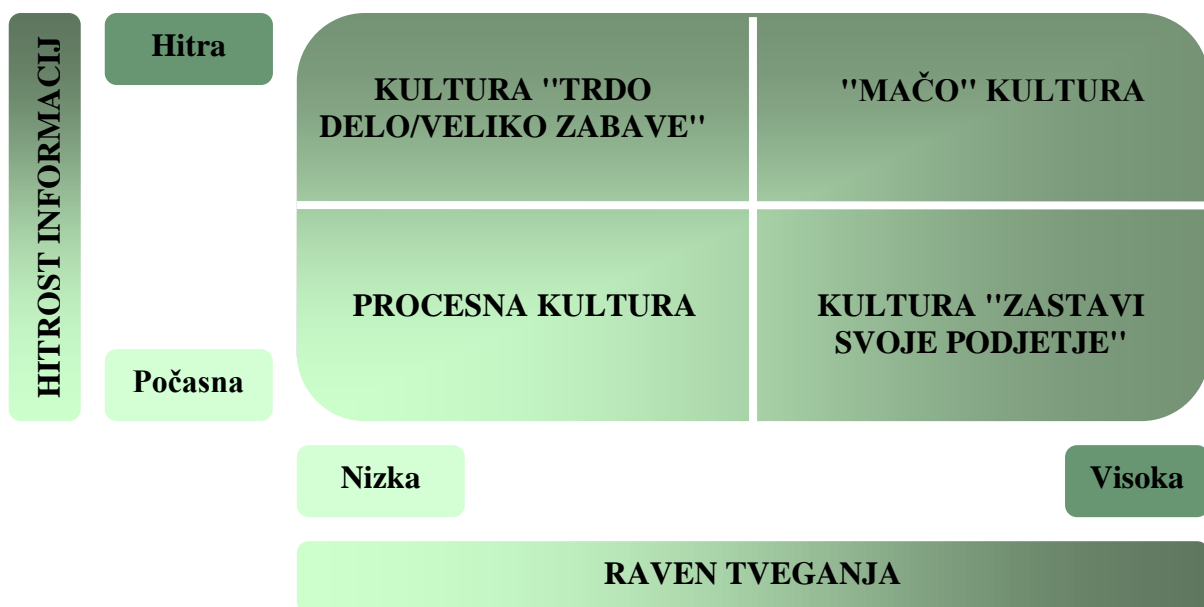 HITROST INFORMACIJ
Hitra
KULTURA "TRDO
DELO/VELIKO ZABAVE"
"MAČO" KULTURA
PROCESNA KULTURA
KULTURA "ZASTAVI
SVOJE PODJETJE"
Počasna
Nizka
Visoka
RAVEN TVEGANJA